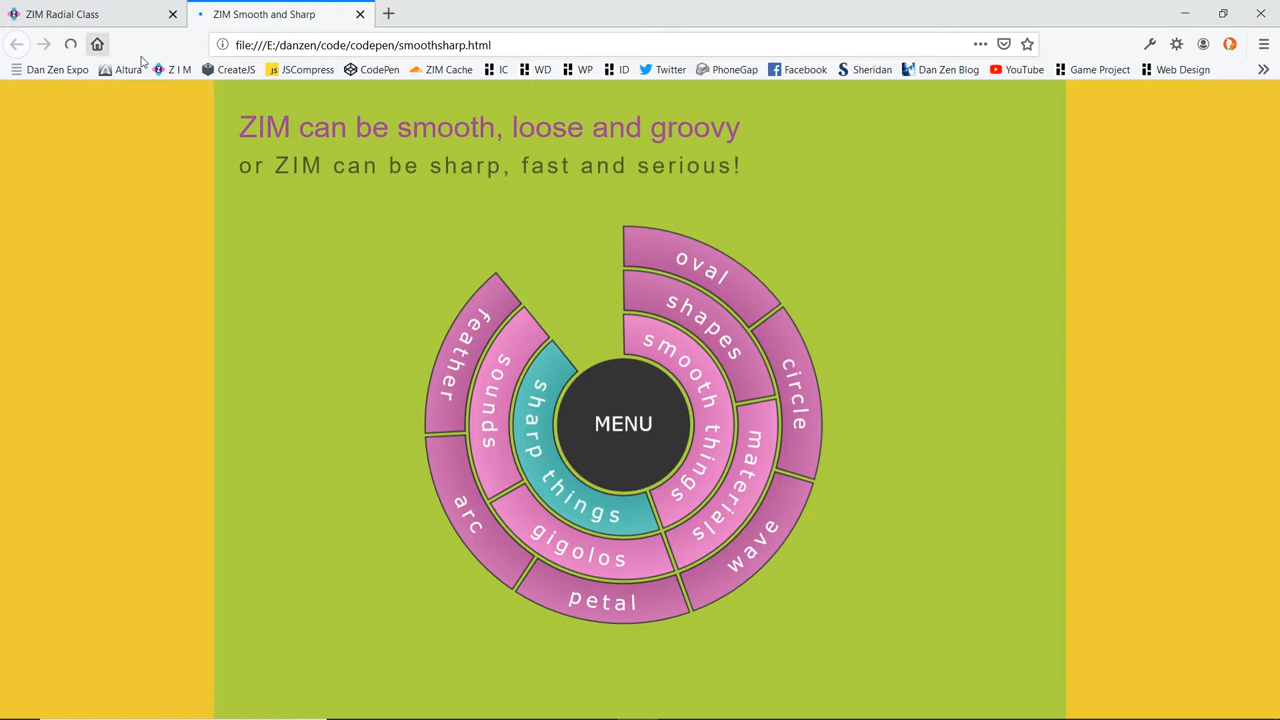 ZIM Radial Class
ZIM Smooth and Sharp
file:///E:/danzen/code/codepen/smoothsharp.html
Dan Zen Expo
Altura
Z I M
CreateJS
JSCompress
CodePen
ZIM Cache
IC
WD
WP
ID
Twitter
PhoneGap
Facebook
Sheridan
Dan Zen Blog
YouTube
Game Project
Web Design
ZIM can be smooth, loose and groovy
or ZIM can be sharp, fast and serious!
oval
shapes
smooth things
circle
materials
wave
MENU
feather
sounds
sharp things
arc
gigolos
petal